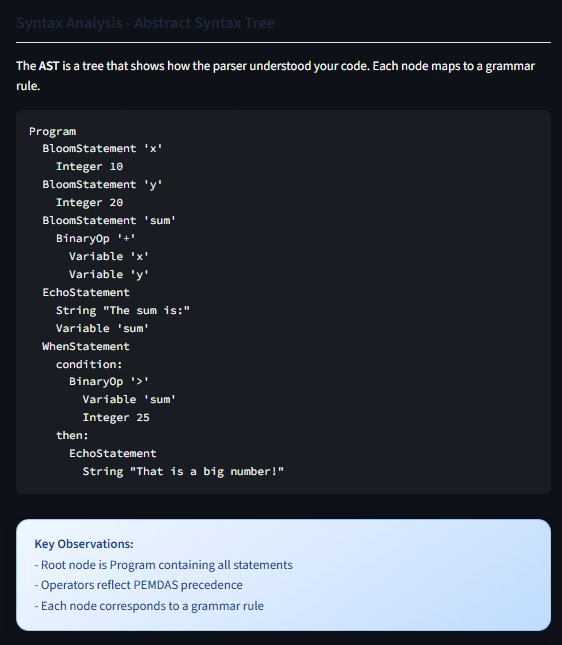 Syntax Analysis - Abstract Syntax Tree
The AST is a tree that shows how the parser understood your code. Each node maps to a grammar
rule.
Program
  BloomStatement 'x'
    Integer 10
  BloomStatement 'y'
    Integer 20
  BloomStatement 'sum'
    BinaryOp '+'
      Variable 'x'
      Variable 'y'
  EchoStatement
    String "The sum is:"
    Variable 'sum'
  WhenStatement
    condition:
      BinaryOp '>'
        Variable 'sum'
        Integer 25
    then:
      EchoStatement
        String "That is a big number!"
Key Observations:
- Root node is Program containing all statements
- Operators reflect PEMDAS precedence
- Each node corresponds to a grammar rule